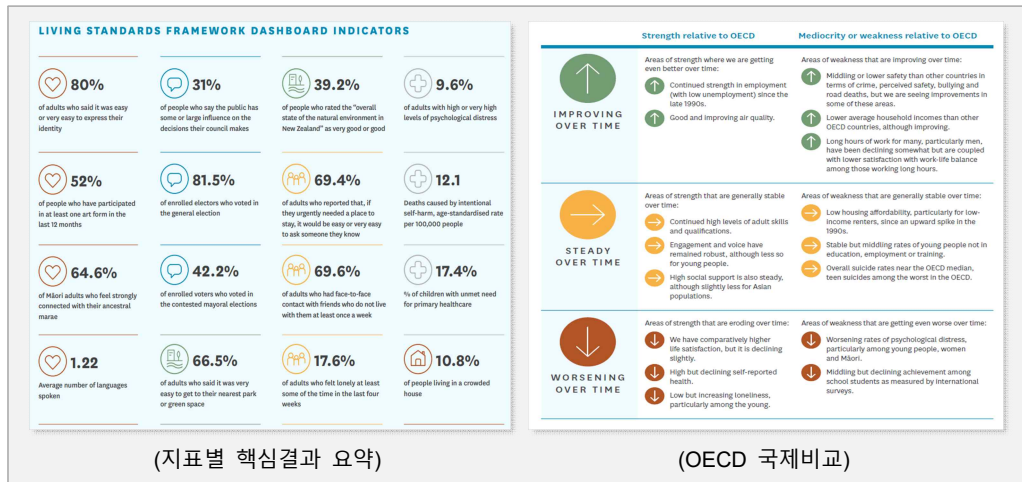 LIVING STANDARDS FRAMEWORK DASHBOARD INDICATORS
80%
of adults who said it was easy
or very easy to express their
identity
31%
of people who say the public has
some or large influence on the
decisions their council makes
39.2%
of people who rated the "overall
state of the natural environment in
New Zealand" as very good or good
9.6%
of adults with high or very high
levels of psychological distress
52%
of people who have participated
in at least one art form in the
last 12 months
81.5%
of enrolled electors who voted in
the general election
69.4%
of adults who reported that, if
they urgently needed a place to
stay, it would be easy or very easy
to ask someone they know
12.1
Deaths caused by intentional
self-harm, age-standardised rate
per 100,000 people
64.6%
of Māori adults who feel strongly
connected with their ancestral
marae
42.2%
of enrolled voters who voted in
the contested mayoral elections
69.6%
of adults who had face-to-face
contact with friends who do not live
with them at least once a week
17.4%
% of children with unmet need
for primary healthcare
1.22
Average number of languages
spoken
66.5%
of adults who said it was very
easy to get to their nearest park
or green space
17.6%
of adults who felt lonely at least
some of the time in the last four
weeks
10.8%
of people living in a crowded
house
(지표별 핵심결과 요약)
Strength relative to OECD
Mediocrity or weakness relative to OECD
IMPROVING
OVER TIME
Areas of strength where we are getting
even better over time:
Continued strength in employment
(with low unemployment) since the
late 1990s.
Good and improving air quality.
Areas of weakness that are improving over time:
Middling or lower safety than other countries in
terms of crime, perceived safety, bullying and
road deaths, but we are seeing improvements in
some of these areas.
Lower average household incomes than other
OECD countries, although improving.
Long hours of work for many, particularly men,
have been declining somewhat but are coupled
with lower satisfaction with work-life balance
among those working long hours.
STEADY
OVER TIME
Areas of strength that are generally stable
over time:
Continued high levels of adult skills
and qualifications.
Engagement and voice have
remained robust, although less so
for young people.
High social support is also steady,
although slightly less for Asian
populations.
Areas of weakness that are generally stable over time:
Low housing affordability, particularly for low-
income renters, since an upward spike in the
1990s.
Stable but middling rates of young people not in
education, employment or training.
Overall suicide rates near the OECD median,
teen suicides among the worst in the OECD.
WORSENING
OVER TIME
Areas of strength that are eroding over time:
We have comparatively higher
life satisfaction, but it is declining
slightly.
High but declining self-reported
health.
Low but increasing loneliness,
particularly among the young.
Areas of weakness that are getting even worse over time:
Worsening rates of psychological distress,
particularly among young people, women
and Māori.
Middling but declining achievement among
school students as measured by international
surveys.
(OECD 국제비교)